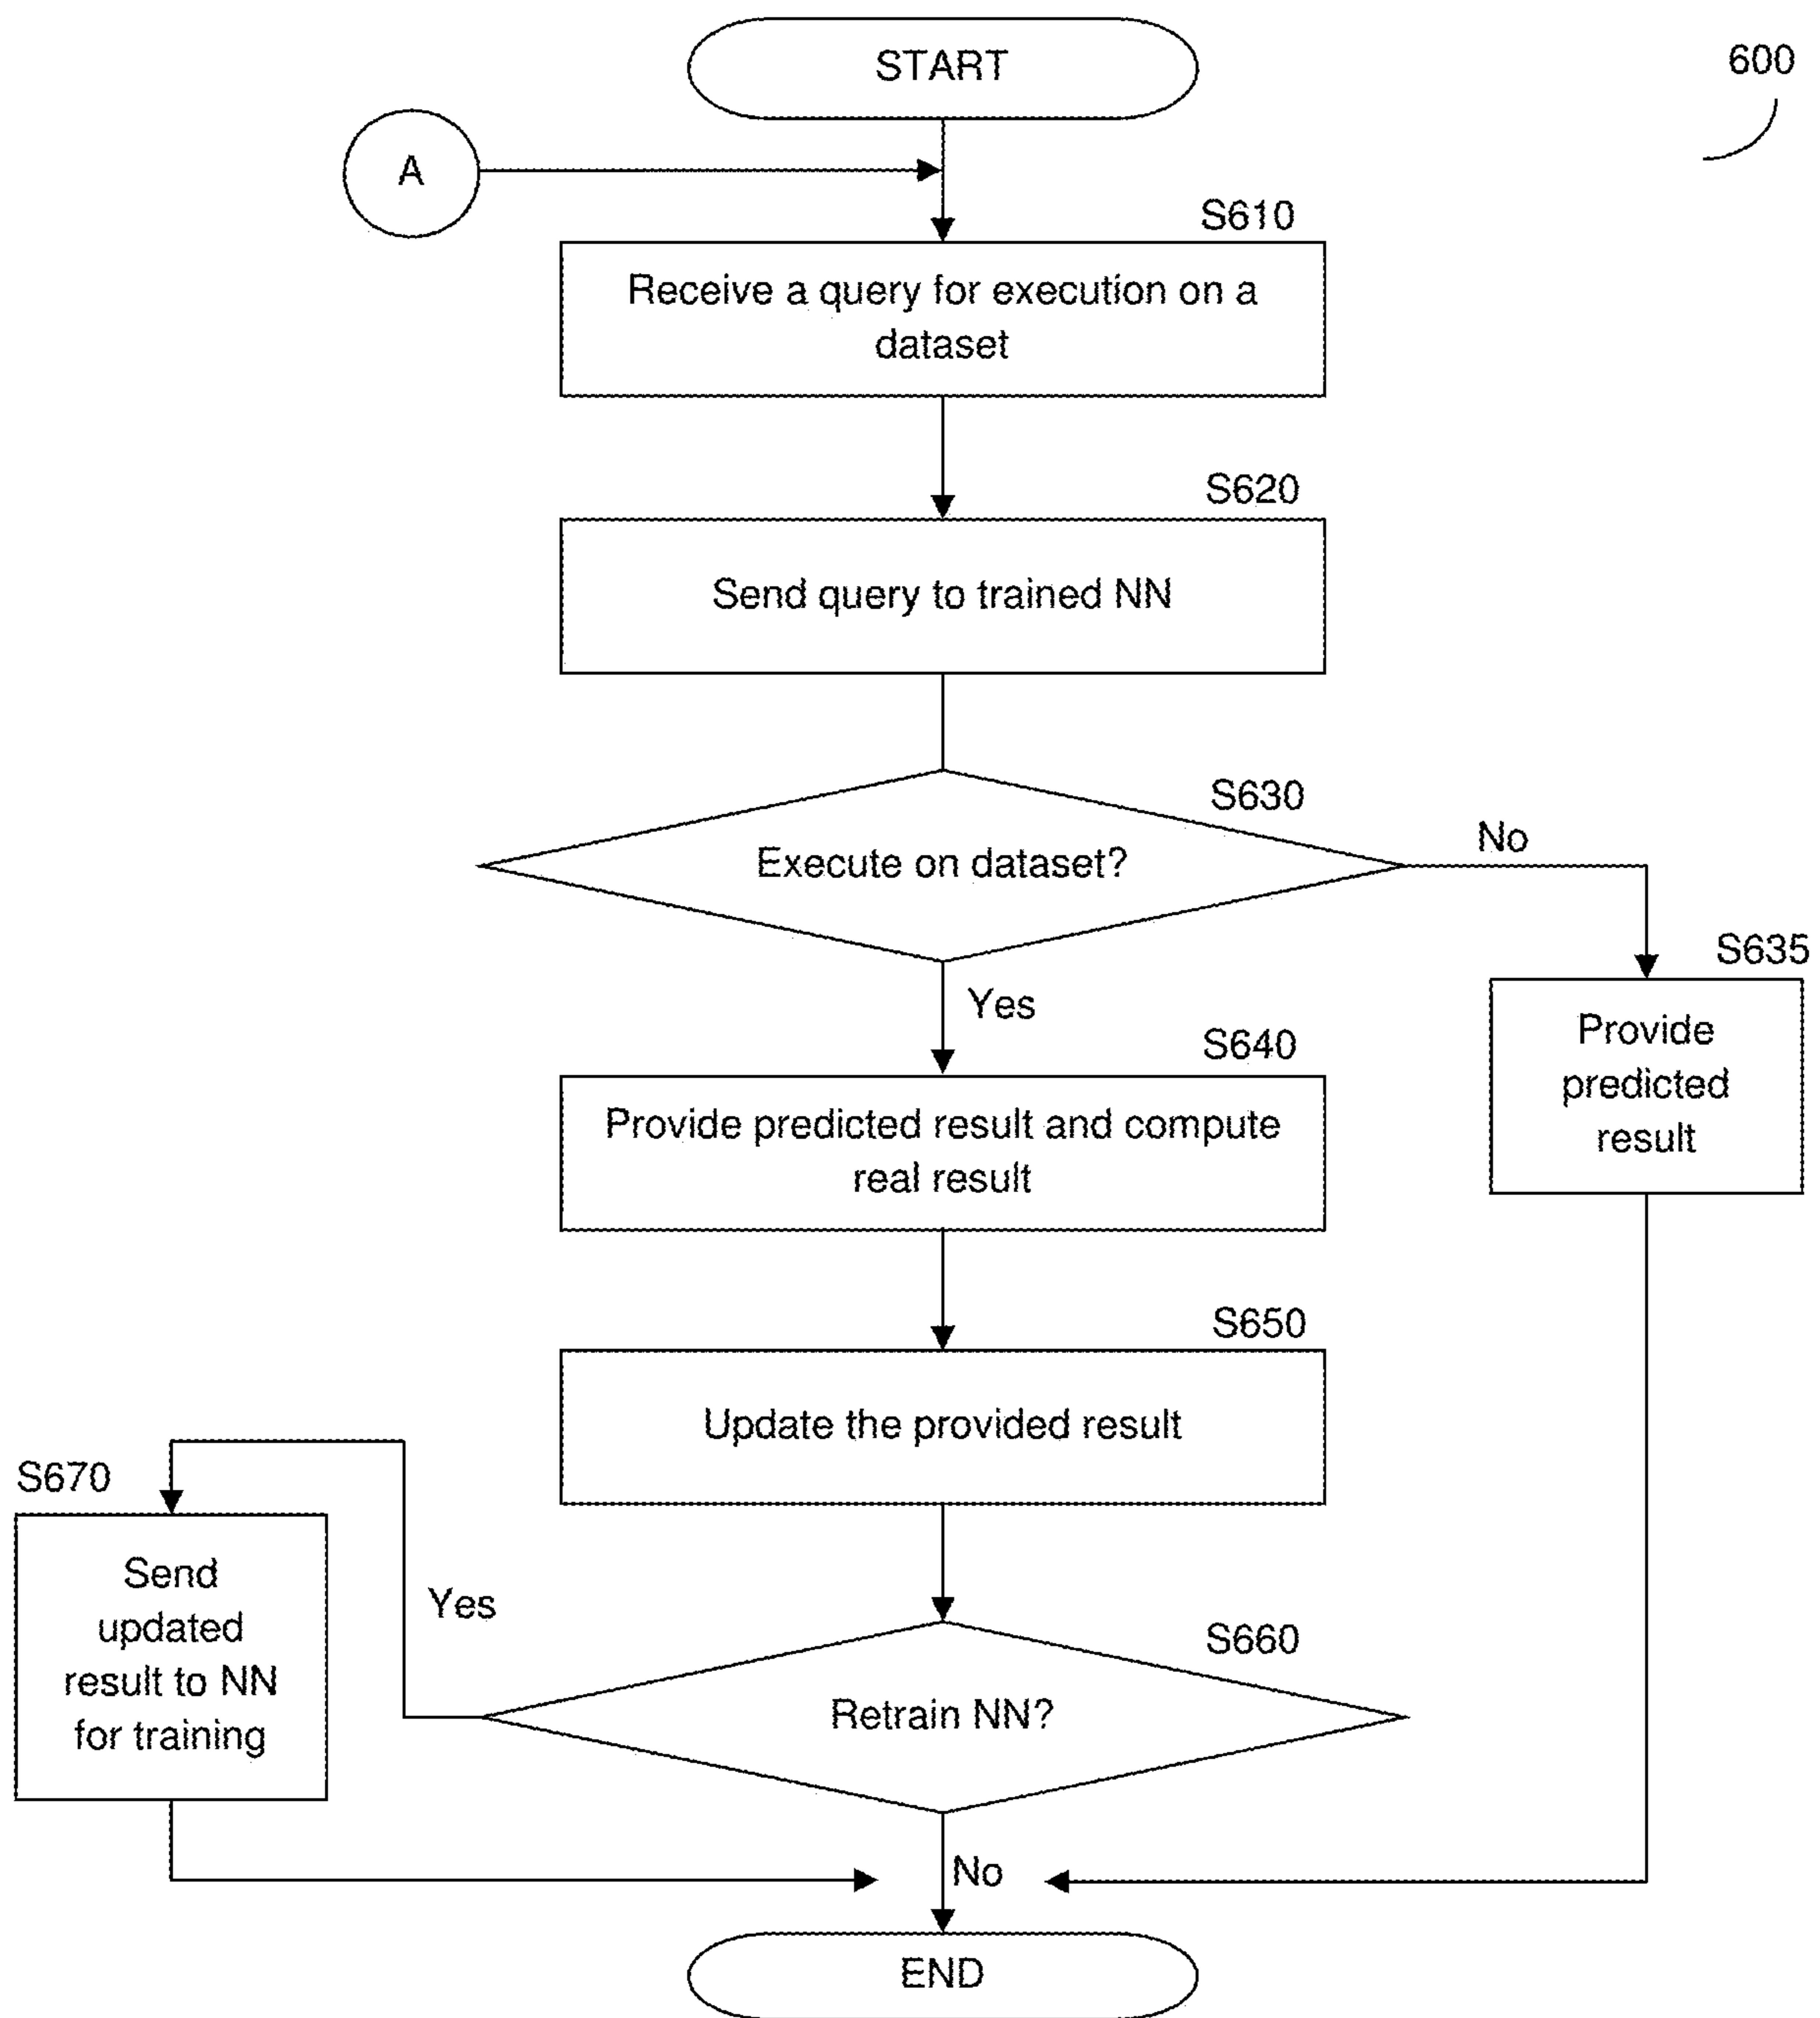 START
600
A
S610
Receive a query for execution on a
dataset
S620
Send query to trained NN
S630
Execute on dataset?
No
Yes
S635
Provide
predicted
result
S640
Provide predicted result and compute
real result
S650
Update the provided result
S670
Send
updated
result to NN
for training
Yes
S660
Retrain NN?
No
END